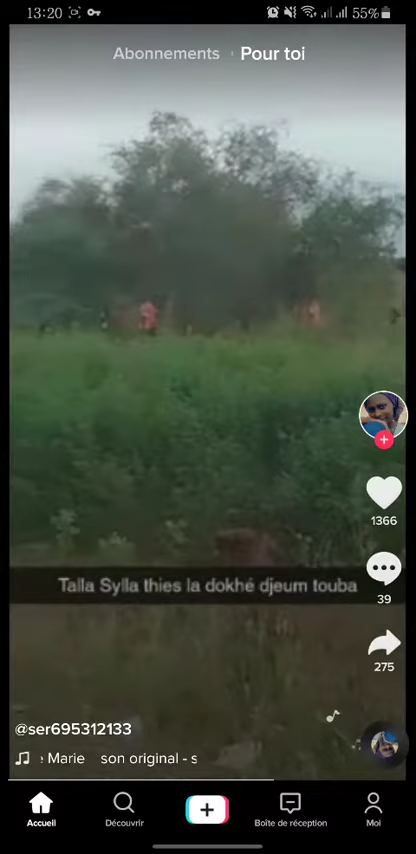 13:20 55%
Abonnements Pour toi
1366
39
275
Talla Sylla thies la dokhé djeum touba
@ser695312133
Marie son original - s
Accueil Découvrir Boîte de réception Moi